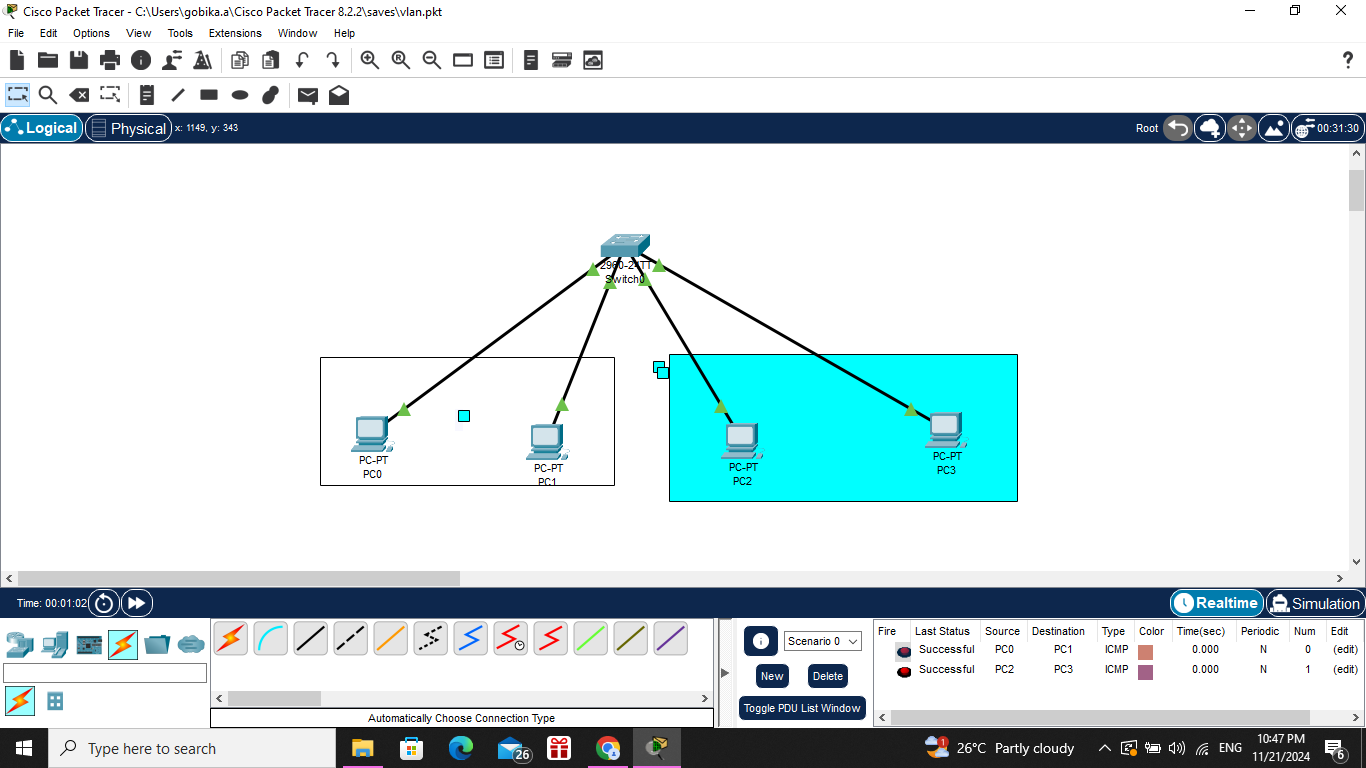 Cisco Packet Tracer - C:\Users\gobika.a\Cisco Packet Tracer 8.2.2\saves\vlan.pkt
File Edit Options View Tools Extensions Window Help
Logical Physical x: 1149, y: 343 Root 00:31:30
2960-24TT
Switch0
PC-PT
PC0
PC-PT
PC1
PC-PT
PC2
PC-PT
PC3
Time: 00:01:02 Realtime Simulation
Scenario 0
New Delete
Toggle PDU List Window
Automatically Choose Connection Type
Fire Last Status Source Destination Type Color Time(sec) Periodic Num Edit
Successful PC0 PC1 ICMP 0.000 N 0 (edit)
Successful PC2 PC3 ICMP 0.000 N 1 (edit)
Type here to search 26 1 26°C Partly cloudy ENG 10:47 PM
11/21/2024 6